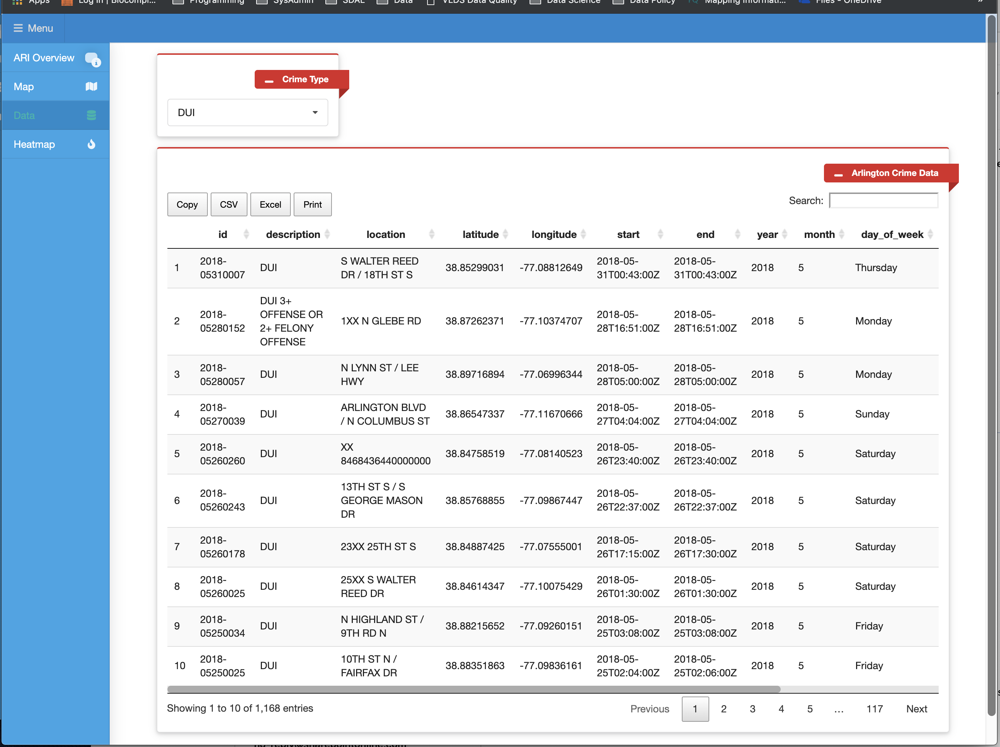 Apps Log In | Biocompl... Programming SysAdmin SDAL Data VLDS Data Quality Data Science Data Policy Mapping Informati... Files - OneDrive »
Menu
ARI Overview
Map
Data
Heatmap
Crime Type
DUI
Arlington Crime Data
Copy CSV Excel Print Search:
id description location latitude longitude start end year month day_of_week
1 2018-05310007 DUI S WALTER REED DR / 18TH ST S 38.85299031 -77.08812649 2018-05-31T00:43:00Z 2018-05-31T00:43:00Z 2018 5 Thursday
2 2018-05280152 DUI 3+ OFFENSE OR 2+ FELONY OFFENSE 1XX N GLEBE RD 38.87262371 -77.10374707 2018-05-28T16:51:00Z 2018-05-28T16:51:00Z 2018 5 Monday
3 2018-05280057 DUI N LYNN ST / LEE HWY 38.89716894 -77.06996344 2018-05-28T05:00:00Z 2018-05-28T05:00:00Z 2018 5 Monday
4 2018-05270039 DUI ARLINGTON BLVD / N COLUMBUS ST 38.86547337 -77.11670666 2018-05-27T04:04:00Z 2018-05-27T04:04:00Z 2018 5 Sunday
5 2018-05260260 DUI XX 8468436440000000 38.84758519 -77.08140523 2018-05-26T23:40:00Z 2018-05-26T23:40:00Z 2018 5 Saturday
6 2018-05260243 DUI 13TH ST S / S GEORGE MASON DR 38.85768855 -77.09867447 2018-05-26T22:37:00Z 2018-05-26T22:37:00Z 2018 5 Saturday
7 2018-05260178 DUI 23XX 25TH ST S 38.84887425 -77.07555001 2018-05-26T17:15:00Z 2018-05-26T17:30:00Z 2018 5 Saturday
8 2018-05260025 DUI 25XX S WALTER REED DR 38.84614347 -77.10075429 2018-05-26T01:30:00Z 2018-05-26T01:30:00Z 2018 5 Saturday
9 2018-05250034 DUI N HIGHLAND ST / 9TH RD N 38.88215652 -77.09260151 2018-05-25T03:08:00Z 2018-05-25T03:08:00Z 2018 5 Friday
10 2018-05250025 DUI 10TH ST N / FAIRFAX DR 38.88351863 -77.09836161 2018-05-25T02:04:00Z 2018-05-25T02:06:00Z 2018 5 Friday
Showing 1 to 10 of 1,168 entries Previous 1 2 3 4 5 ... 117 Next
no-reply@sharepointonline.com